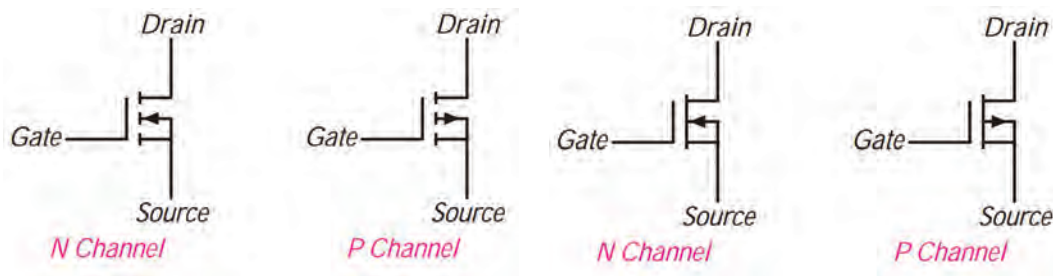 Drain
Gate
Source
N Channel
Drain
Gate
Source
P Channel
Drain
Gate
Source
N Channel
Drain
Gate
Source
P Channel